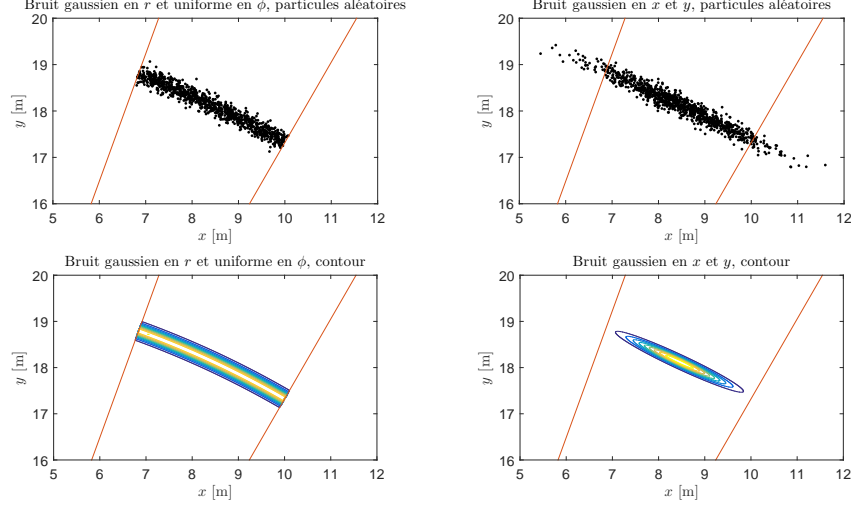 Bruit gaussien en r et uniforme en ϕ, particules aléatoires
20
19
18
17
16
y [m]
5 6 7 8 9 10 11 12
x [m]
Bruit gaussien en x et y, particules aléatoires
20
19
18
17
16
y [m]
5 6 7 8 9 10 11 12
x [m]
Bruit gaussien en r et uniforme en ϕ, contour
20
19
18
17
16
y [m]
5 6 7 8 9 10 11 12
x [m]
Bruit gaussien en x et y, contour
20
19
18
17
16
y [m]
5 6 7 8 9 10 11 12
x [m]